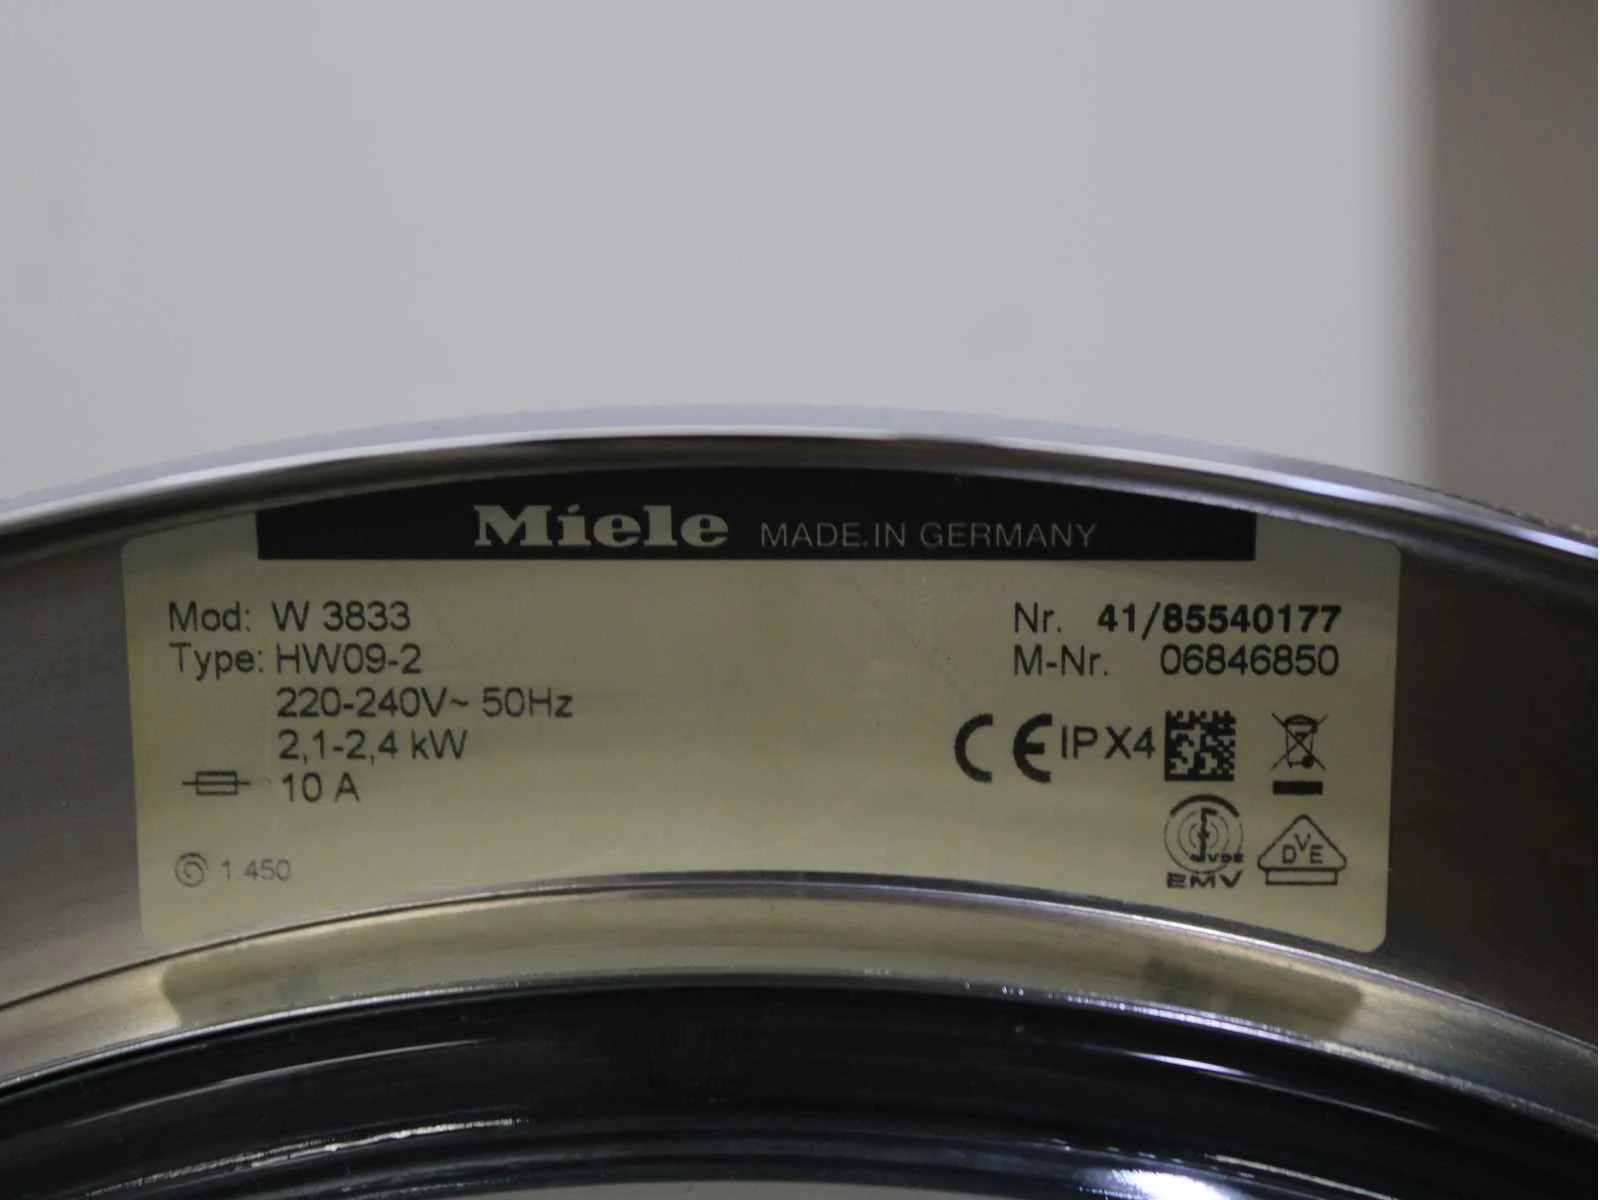 Miele MADE IN GERMANY
Mod: W 3833
Type: HW09-2
220-240V~ 50Hz
2,1-2,4 kW
10 A
1.450
Nr. 41/85540177
M-Nr. 06846850
CE IPX4
VDE
EMV
DVE